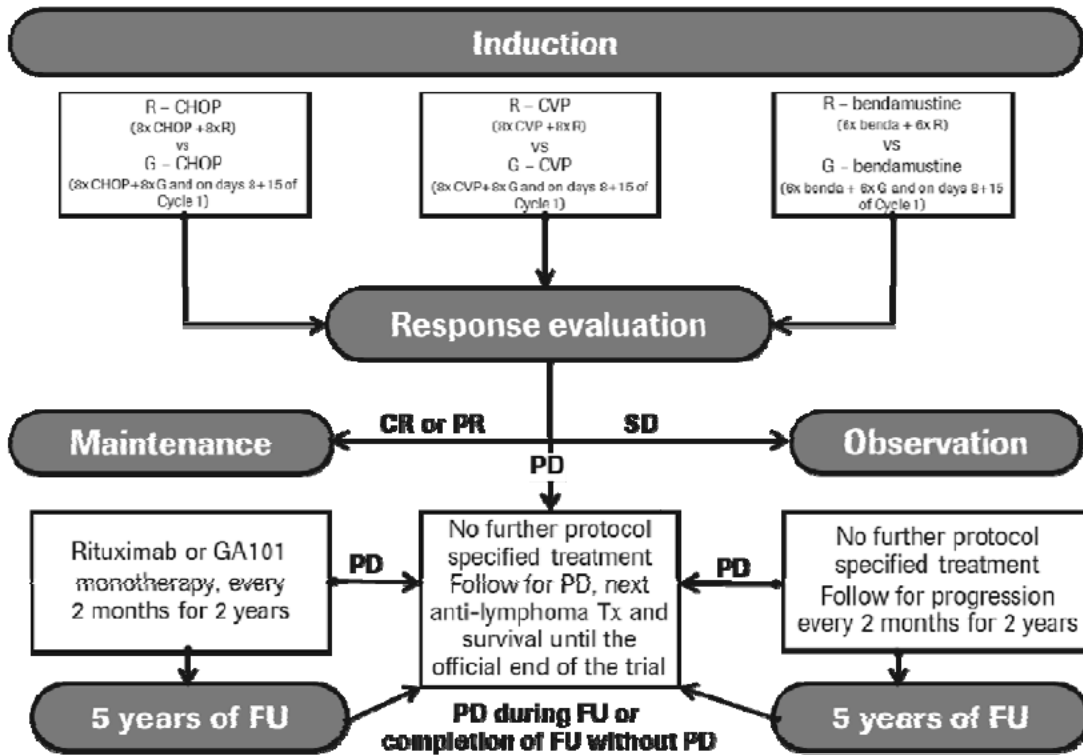 Induction
R – CHOP
(8x CHOP +8xR)
vs
G – CHOP
(8x CHOP+8xG and on days 8+15 of
Cycle 1)
R – CVP
(8x CVP +8xR)
vs
G – CVP
(8x CVP+8xG and on days 8+15 of
Cycle 1)
R – bendamustine
(6x benda + 6x R)
vs
G – bendamustine
(6x benda + 6x G and on days 8+15
of Cycle 1)
Response evaluation
CR or PR
SD
Maintenance
Observation
PD
Rituximab or GA101
monotherapy, every
2 months for 2 years
PD
No further protocol
specified treatment
Follow for PD, next
anti-lymphoma Tx and
survival until the
official end of the trial
PD
No further protocol
specified treatment
Follow for progression
every 2 months for 2 years
5 years of FU
PD during FU or
completion of FU without PD
5 years of FU